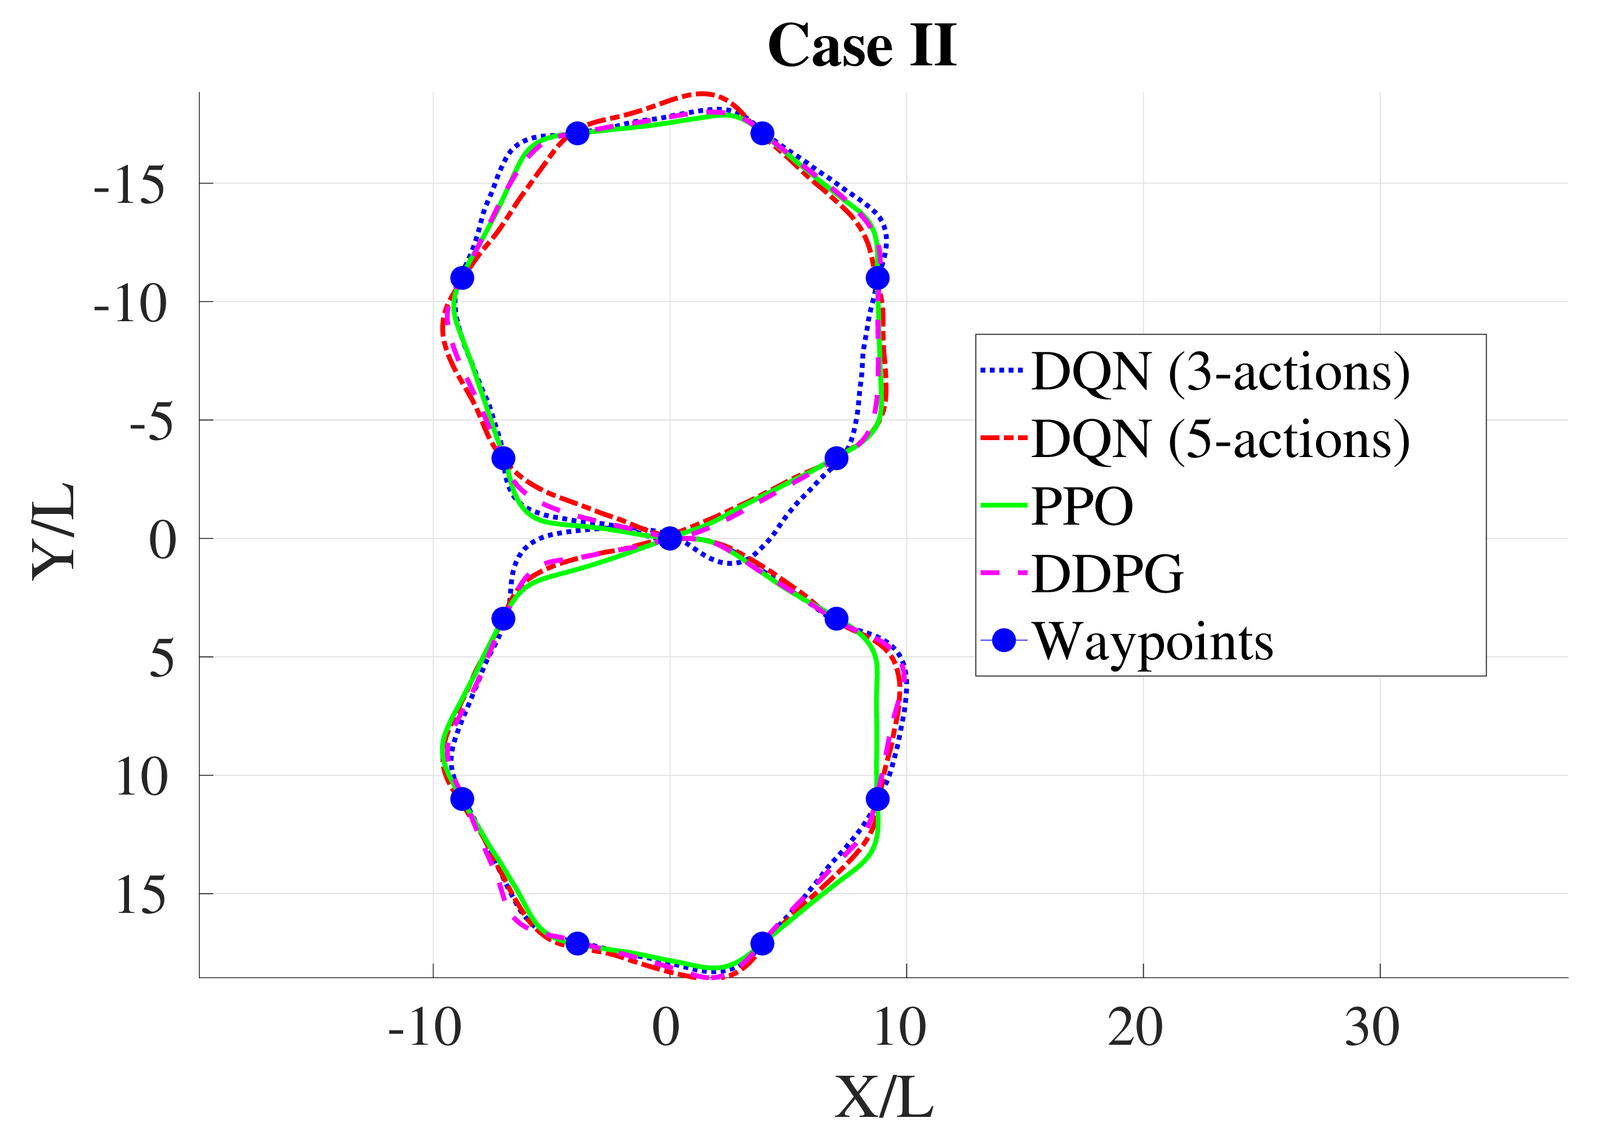 Case II
-15
-10
-5
0
5
10
15
Y/L
DQN (3-actions)
DQN (5-actions)
PPO
DDPG
Waypoints
-10 0 10 20 30
X/L